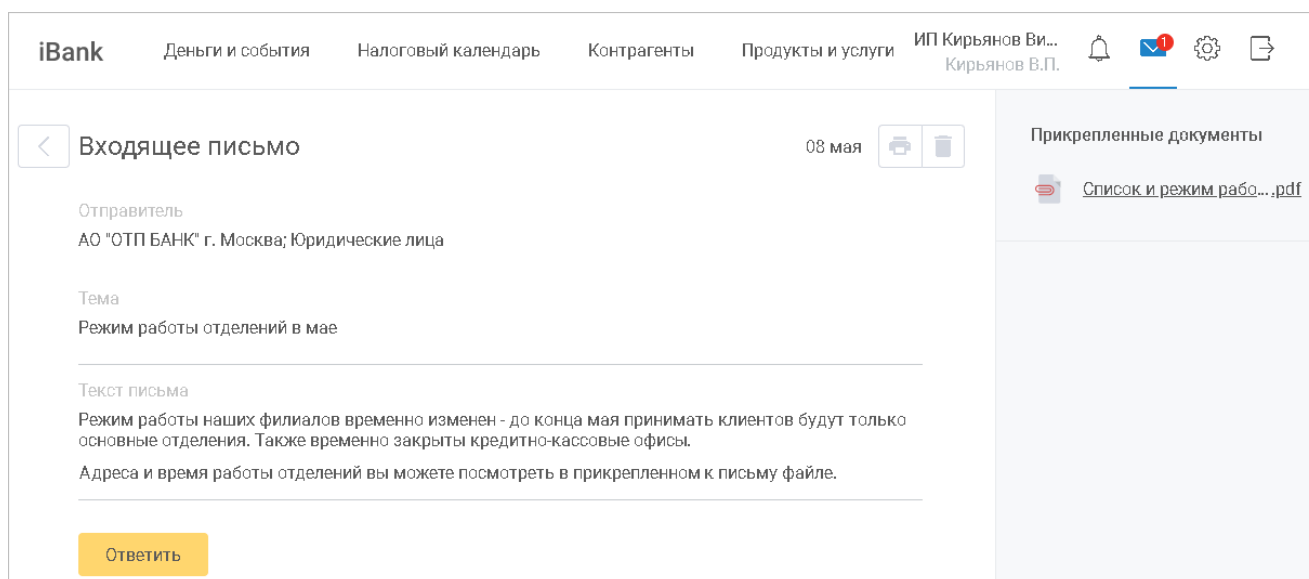 iBank Деньги и события Налоговый календарь Контрагенты Продукты и услуги ИП Кирьянов Ви... 1
Кирьянов В.П.
Входящее письмо 08 мая
Прикрепленные документы
Список и режим рабо... .pdf
Отправитель
АО "ОТП БАНК" г. Москва; Юридические лица
Тема
Режим работы отделений в мае
Текст письма
Режим работы наших филиалов временно изменен - до конца мая принимать клиентов будут только
основные отделения. Также временно закрыты кредитно-кассовые офисы.
Адреса и время работы отделений вы можете посмотреть в прикрепленном к письму файле.
Ответить